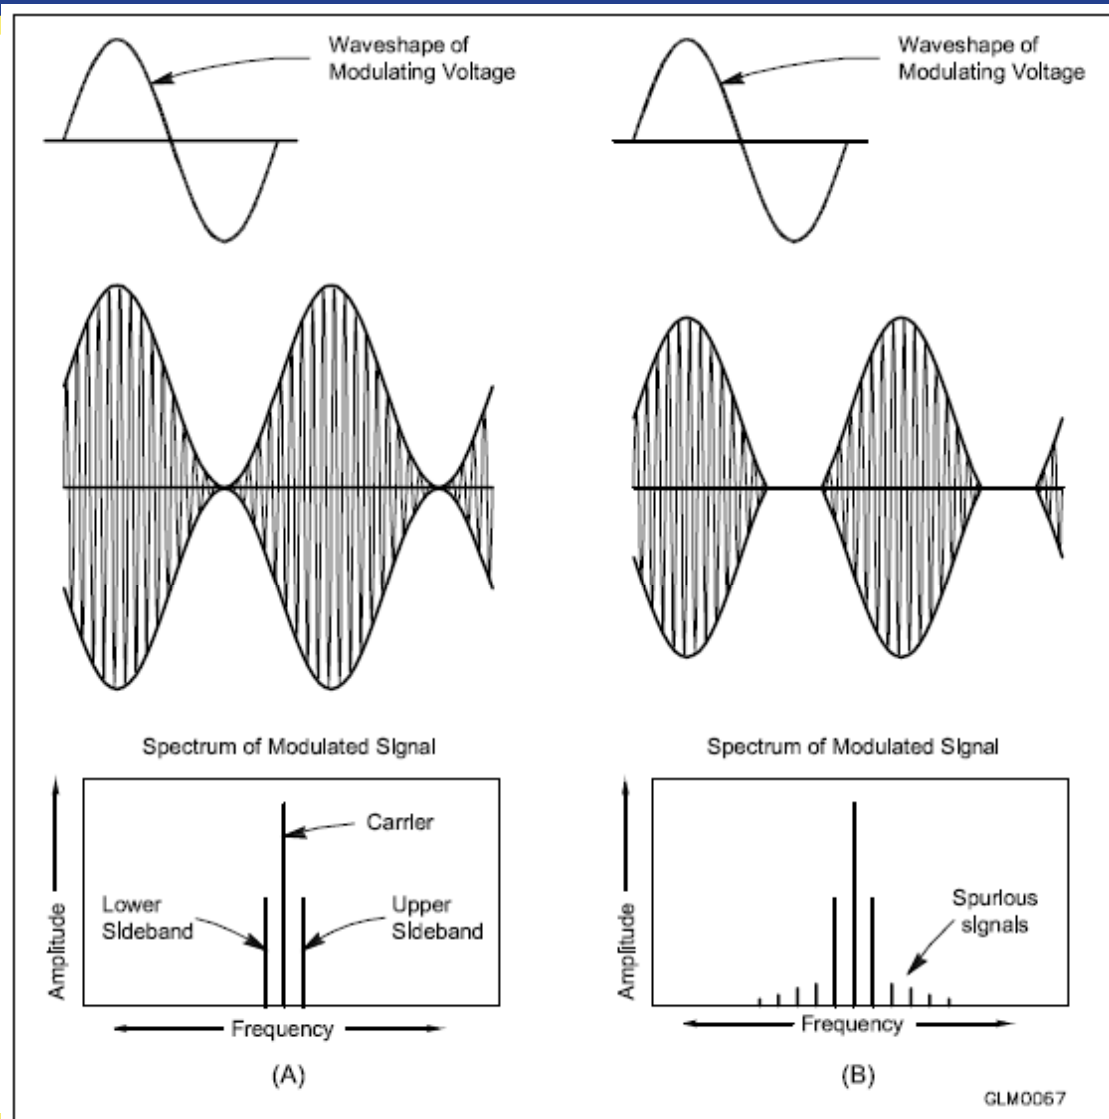 Waveshape of
Modulating Voltage
Waveshape of
Modulating Voltage
Spectrum of Modulated Signal
Spectrum of Modulated Signal
Amplitude
Carrier
Lower
Sideband
Upper
Sideband
Frequency
(A)
Amplitude
Spurious
signals
Frequency
(B)
GLM0067